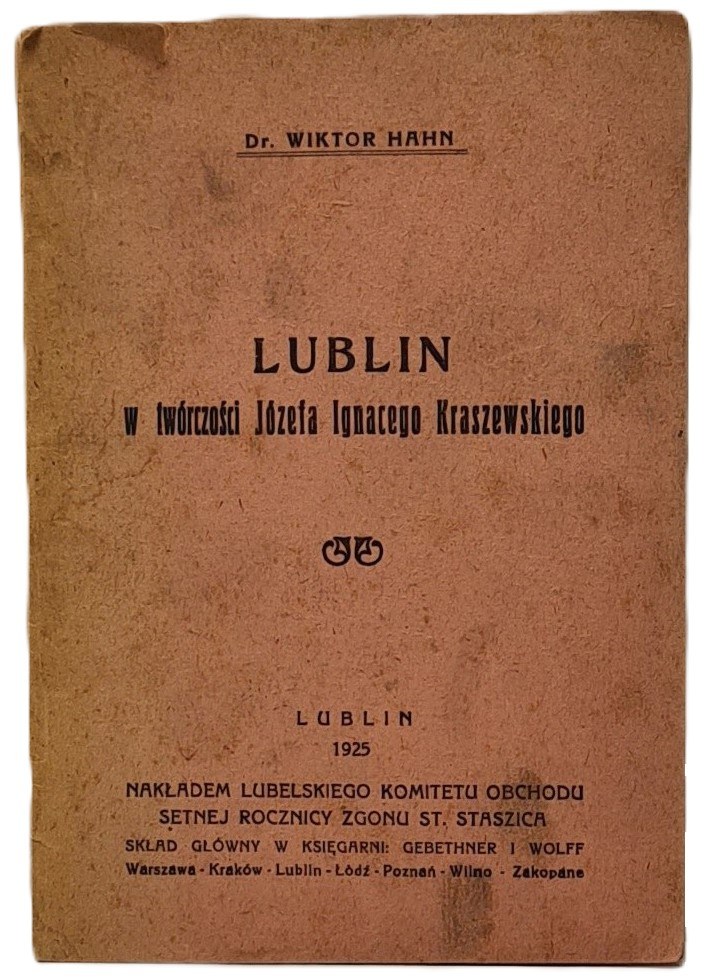 Dr. WIKTOR HAHN
LUBLIN
w twórczości Józefa Ignacego Kraszewskiego
LUBLIN
1925
NAKŁADEM LUBELSKIEGO KOMITETU OBCHODU
SETNEJ ROCZNICY ZGONU ST. STASZICA
SKŁAD GŁÓWNY W KSIĘGARNI: GEBETHNER I WOLFF
Warszawa - Kraków - Lublin - Łódź - Poznań - Wilno - Zakopane